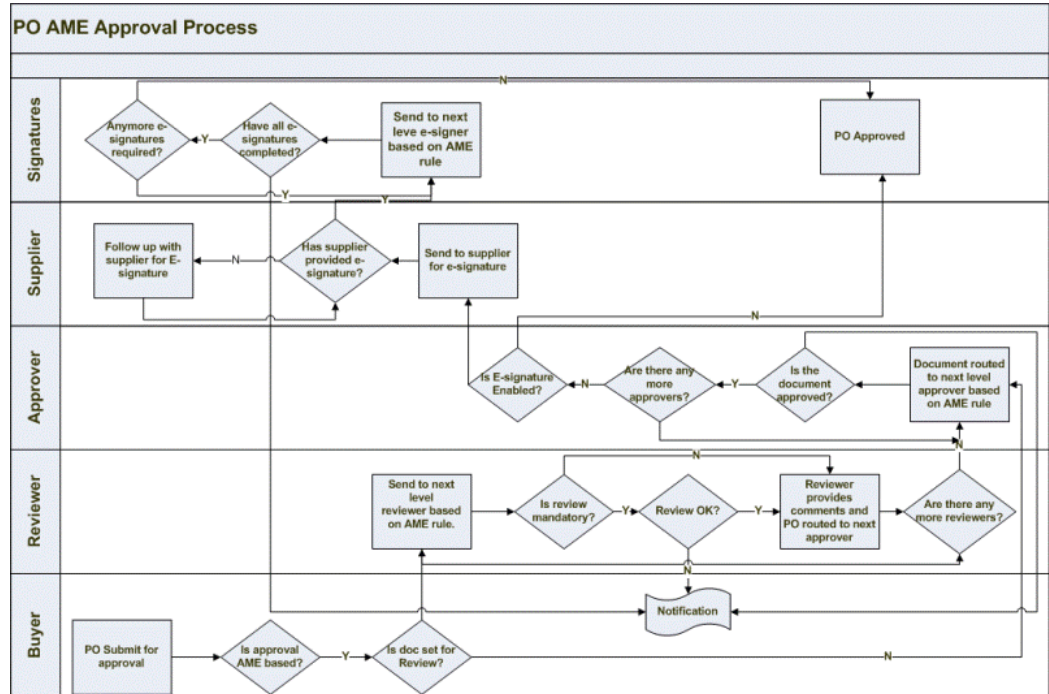 PO AME Approval Process
N
Signatures
Anymore e-
signatures
required?
Y
Have all e-
signatures
completed?
Send to next
leve e-signer
based on AME
rule
PO Approved
Y
Y
Supplier
Follow up with
supplier for E-
signature
N
Has supplier
provided e-
signature?
Send to supplier
for e-signature
N
Approver
Is E-signature
Enabled?
N
Are there any
more
approvers?
Y
Is the
document
approved?
Document routed
to next level
approver based
on AME rule
N
Reviewer
Send to next
level
reviewer based
on AME rule.
N
Is review
mandatory?
Y
Review OK?
Y
Reviewer
provides
comments and
PO routed to next
approver
Are there any
more reviewers?
N
Buyer
Notification
PO Submit for
approval
Is approval
AME based?
Y
Is doc set for
Review?
N